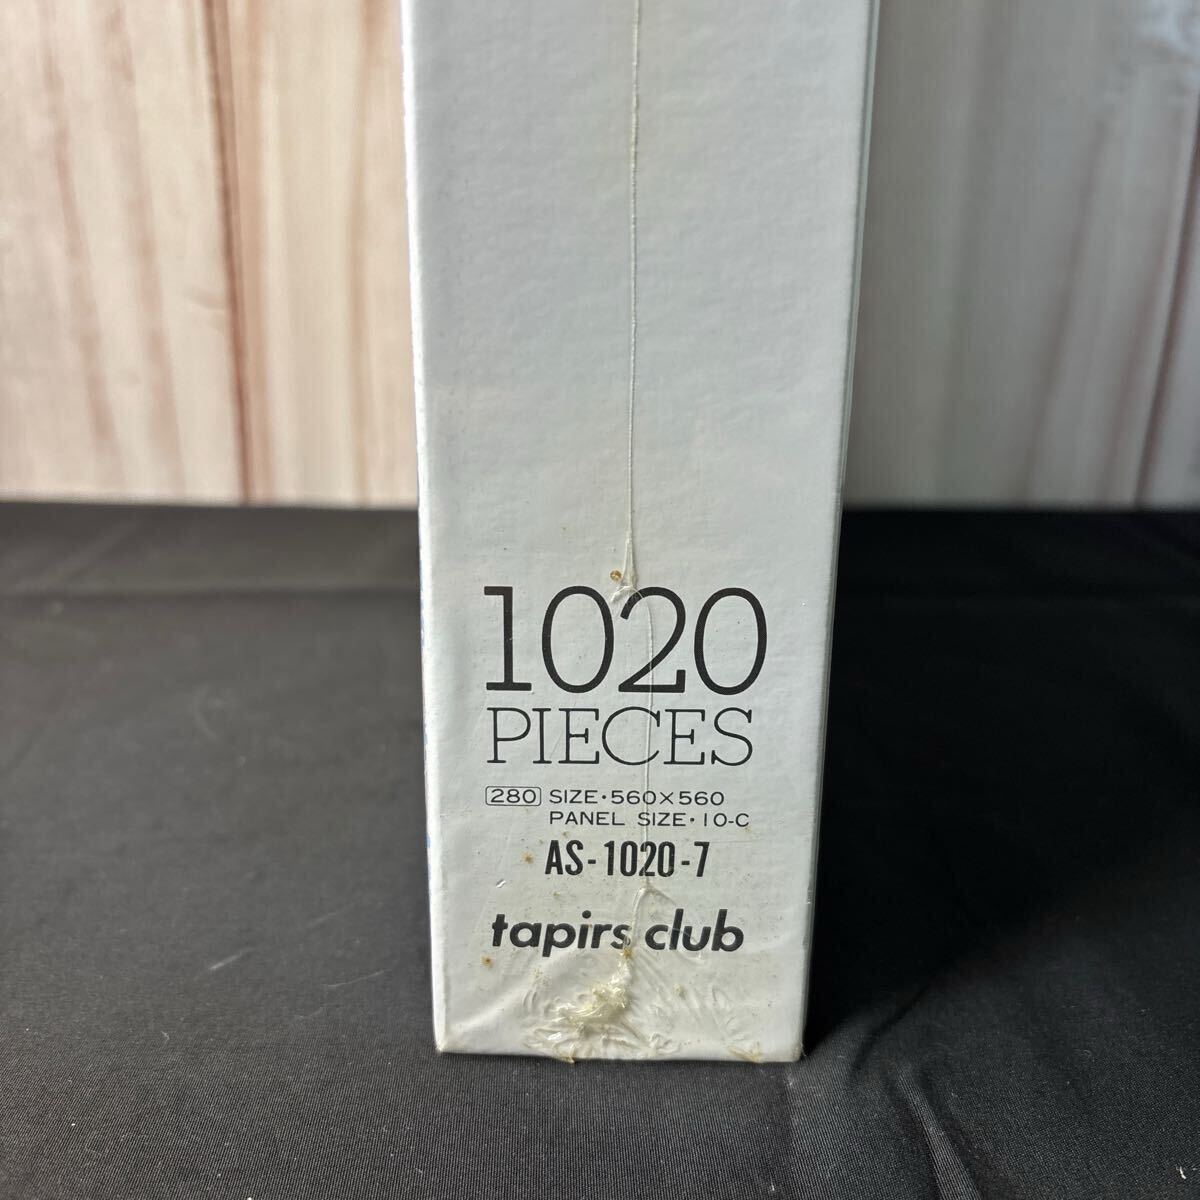 1020
PIECES
280 SIZE・560×560
PANEL SIZE・10-C
AS-1020-7
tapirs club